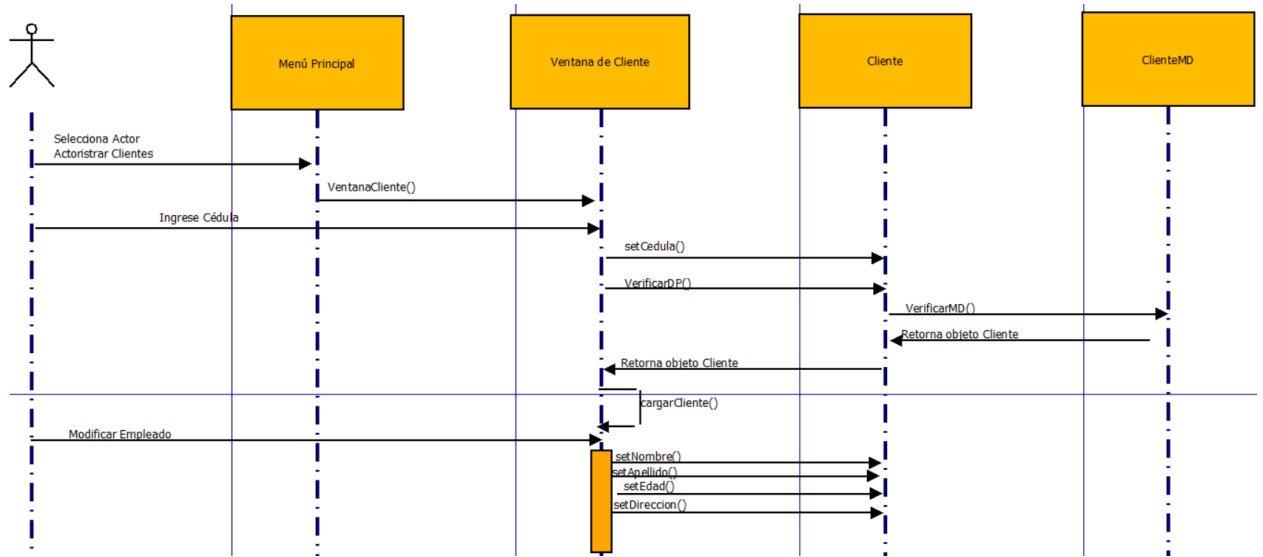 Menú Principal
Ventana de Cliente
Cliente
ClienteMD
Selecciona Actor
Actoristrar Clientes
VentanaCliente()
Ingrese Cédula
setCedula()
VerificarDP()
VerificarMD()
Retorna objeto Cliente
Retorna objeto Cliente
cargarCliente()
Modificar Empleado
setNombre()
setApellido()
setEdad()
setDireccion()